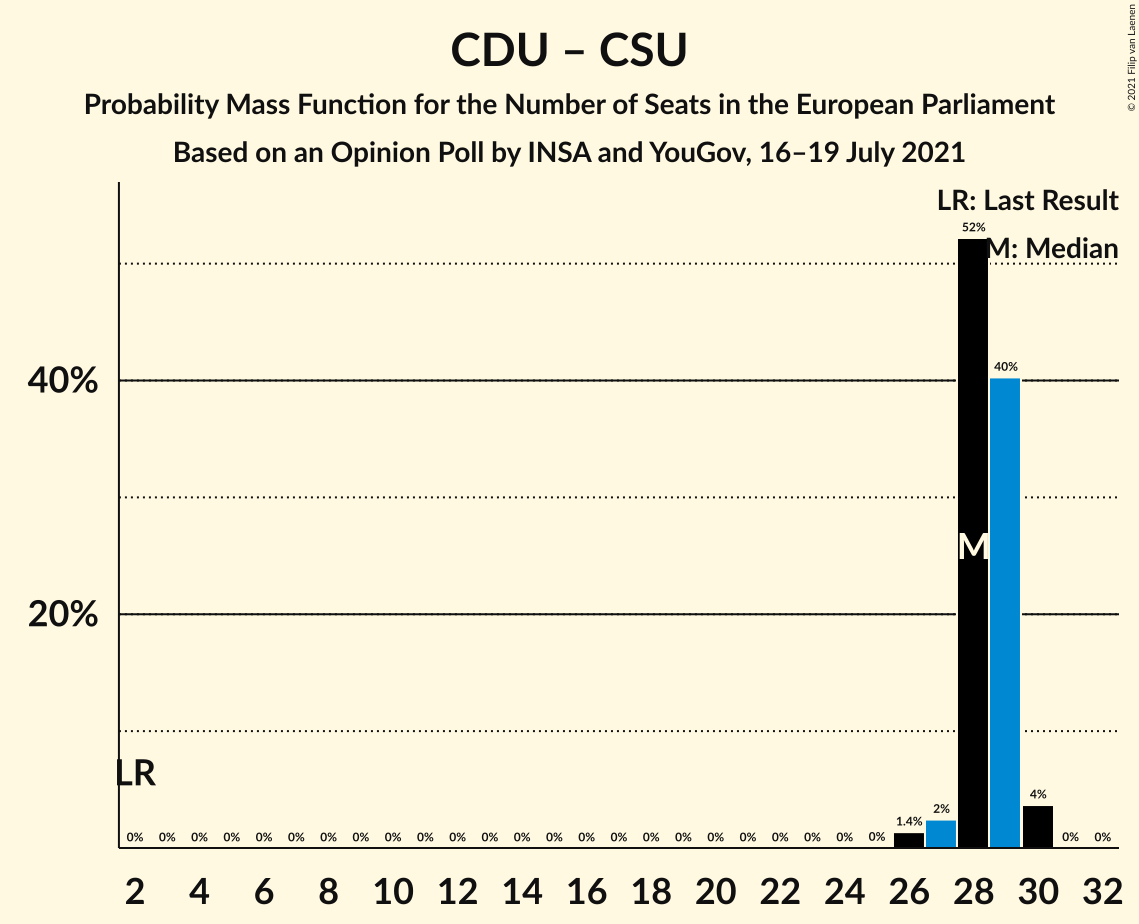 CDU – CSU
Probability Mass Function for the Number of Seats in the European Parliament
Based on an Opinion Poll by INSA and YouGov, 16–19 July 2021
© 2021 Filip van Laenen
LR: Last Result
M: Median
52%
40%
40%
M
20%
LR
0% 0% 0% 0% 0% 0% 0% 0% 0% 0% 0% 0% 0% 0% 0% 0% 0% 0% 0% 0% 0% 0% 0% 0% 1.4% 2% 4% 0% 0%
2 4 6 8 10 12 14 16 18 20 22 24 26 28 30 32